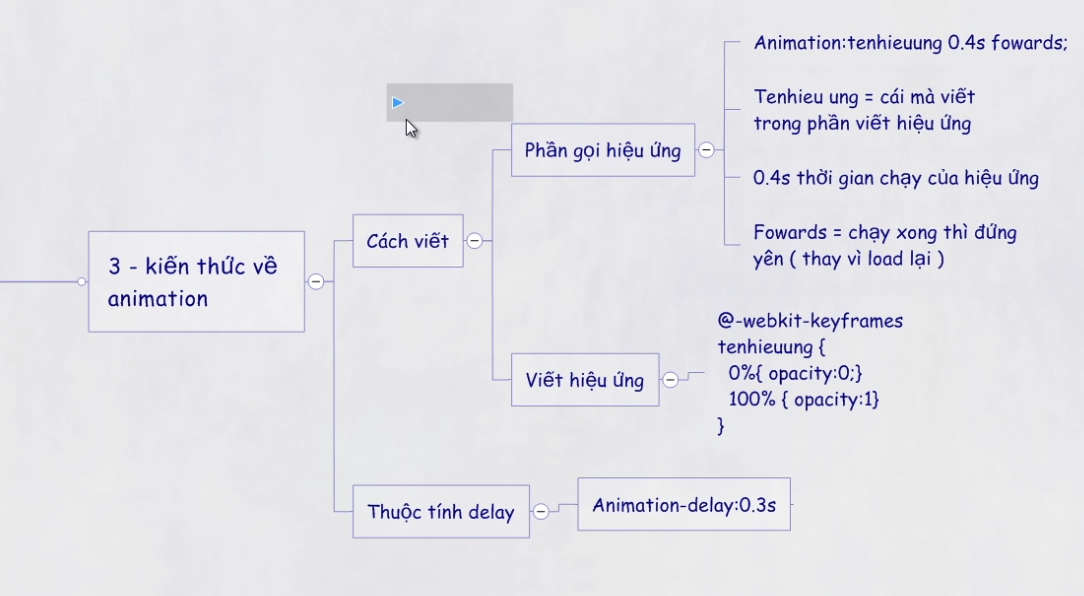 3 - kiến thức về
animation
Cách viết
Phần gọi hiệu ứng
Animation:tenhieuung 0.4s fowards;
Tenhieu ung = cái mà viết
trong phần viết hiệu ứng
0.4s thời gian chạy của hiệu ứng
Fowards = chạy xong thì đứng
yên ( thay vì load lại )
Viết hiệu ứng
@-webkit-keyframes
tenhieuung {
0%{ opacity:0;}
100% { opacity:1}
}
Thuộc tính delay
Animation-delay:0.3s